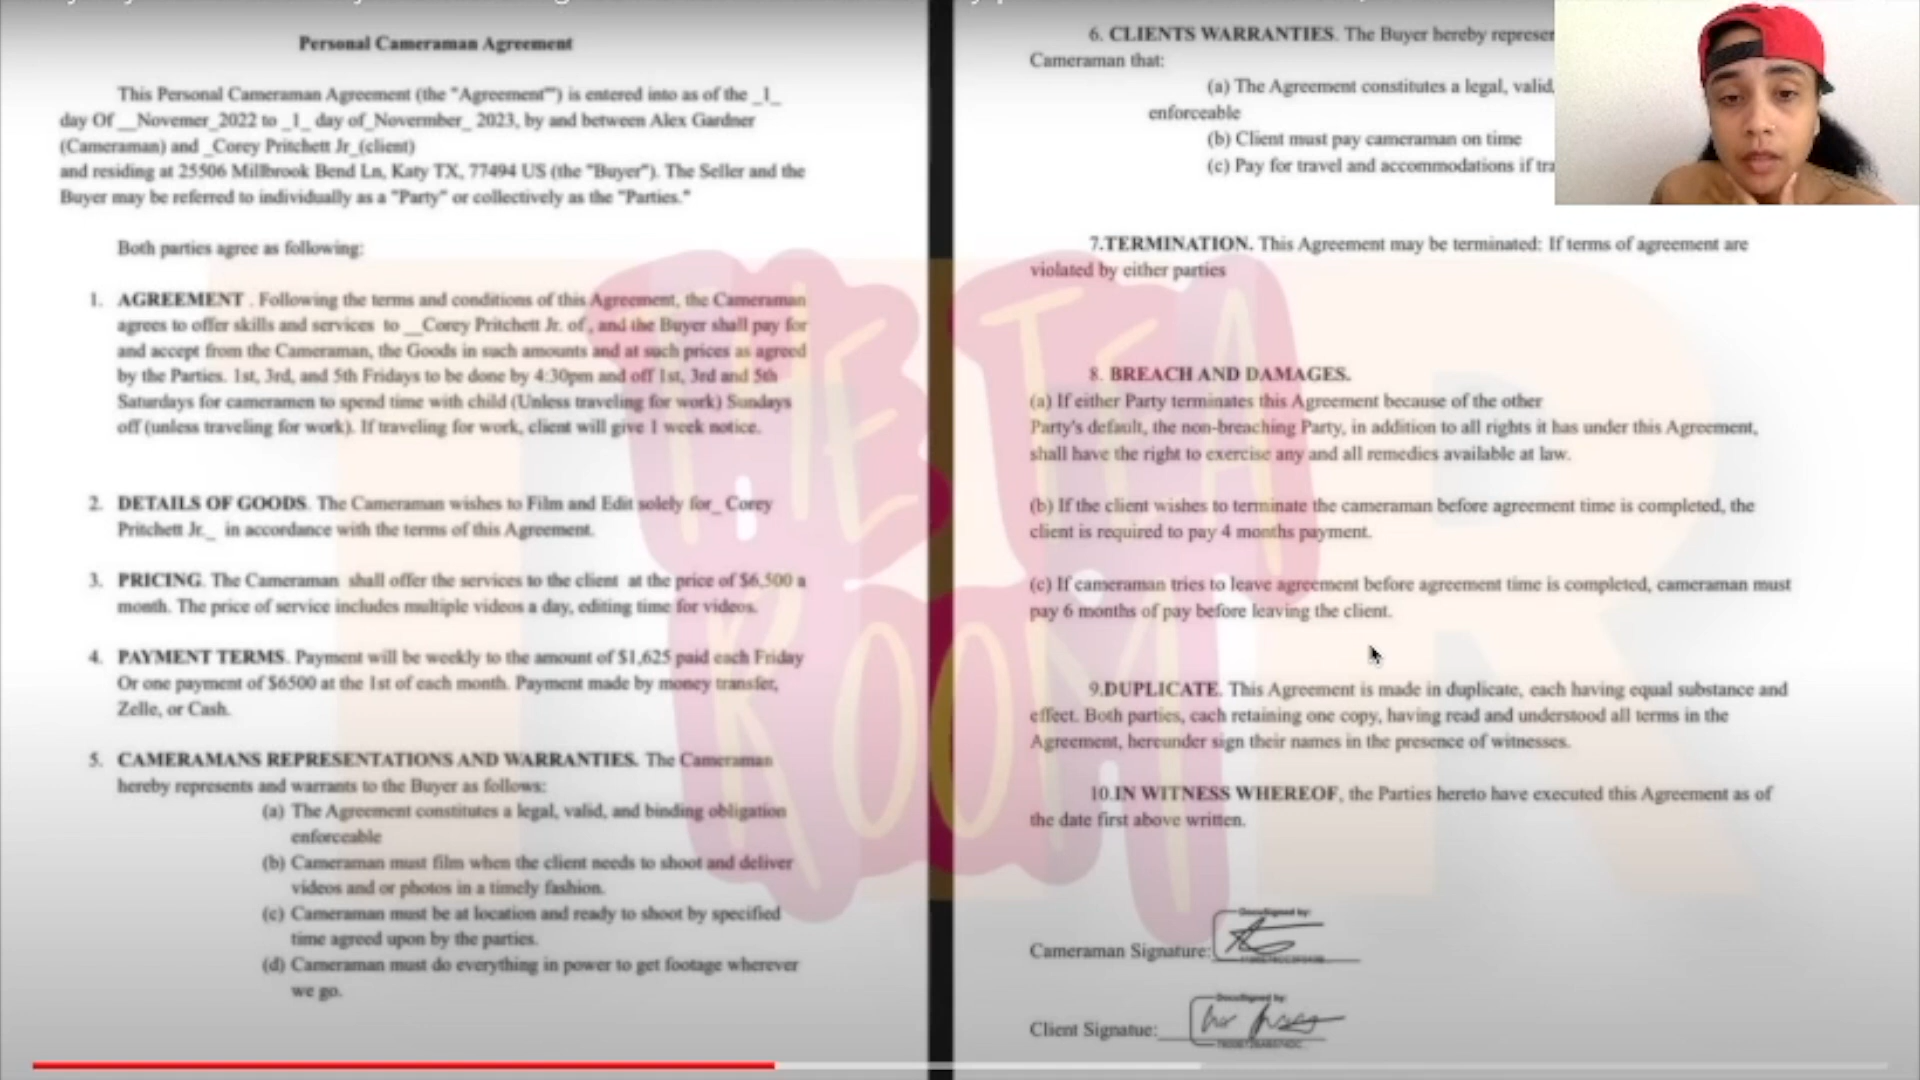 Personal Cameraman Agreement
This Personal Cameraman Agreement (the "Agreement"") is entered into as of the _1_
day Of __Novemer_2022 to _1_ day of_Novermber_ 2023, by and between Alex Gardner
(Cameraman) and _Corey Pritchett Jr_(client)
and residing at 25506 Millbrook Bend Ln, Katy TX, 77494 US (the "Buyer"). The Seller and the
Buyer may be referred to individually as a "Party" or collectively as the "Parties."
Both parties agree as following:
1. AGREEMENT . Following the terms and conditions of this Agreement, the Cameraman
agrees to offer skills and services to __Corey Pritchett Jr. of , and the Buyer shall pay for
and accept from the Cameraman, the Goods in such amounts and at such prices as agreed
by the Parties. 1st, 3rd, and 5th Fridays to be done by 4:30pm and off 1st, 3rd and 5th
Saturdays for cameramen to spend time with child (Unless traveling for work) Sundays
off (unless traveling for work). If traveling for work, client will give 1 week notice.
2. DETAILS OF GOODS. The Cameraman wishes to Film and Edit solely for_ Corey
Pritchett Jr._ in accordance with the terms of this Agreement.
3. PRICING. The Cameraman shall offer the services to the client at the price of $6,500 a
month. The price of service includes multiple videos a day, editing time for videos.
4. PAYMENT TERMS. Payment will be weekly to the amount of $1,625 paid each Friday
Or one payment of $6500 at the 1st of each month. Payment made by money transfer,
Zelle, or Cash.
5. CAMERAMANS REPRESENTATIONS AND WARRANTIES. The Cameraman
hereby represents and warrants to the Buyer as follows:
(a) The Agreement constitutes a legal, valid, and binding obligation
enforceable
(b) Cameraman must film when the client needs to shoot and deliver
videos and or photos in a timely fashion.
(c) Cameraman must be at location and ready to shoot by specified
time agreed upon by the parties.
(d) Cameraman must do everything in power to get footage wherever
we go.
6. CLIENTS WARRANTIES. The Buyer hereby represen
Cameraman that:
(a) The Agreement constitutes a legal, valid,
enforceable
(b) Client must pay cameraman on time
(c) Pay for travel and accommodations if tra
7.TERMINATION. This Agreement may be terminated: If terms of agreement are
violated by either parties
8. BREACH AND DAMAGES.
(a) If either Party terminates this Agreement because of the other
Party's default, the non-breaching Party, in addition to all rights it has under this Agreement,
shall have the right to exercise any and all remedies available at law.
(b) If the client wishes to terminate the cameraman before agreement time is completed, the
client is required to pay 4 months payment.
(c) If cameraman tries to leave agreement before agreement time is completed, cameraman must
pay 6 months of pay before leaving the client.
9.DUPLICATE. This Agreement is made in duplicate, each having equal substance and
effect. Both parties, each retaining one copy, having read and understood all terms in the
Agreement, hereunder sign their names in the presence of witnesses.
10.IN WITNESS WHEREOF, the Parties hereto have executed this Agreement as of
the date first above written.
DocuSigned by:
Cameraman Signature:
DocuSigned by:
Client Signatue:
THE TEA
ROOM
TR